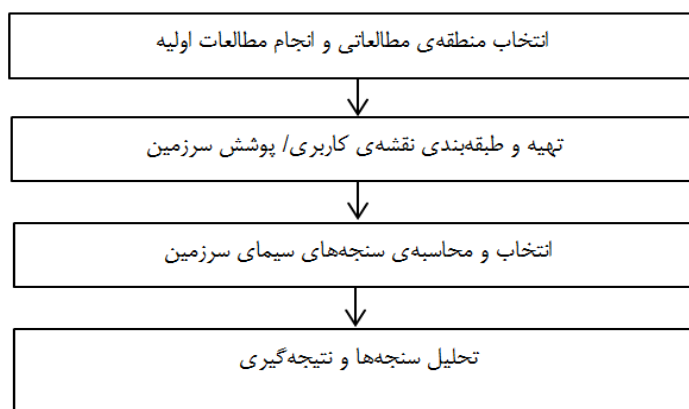 انتخاب منطقه‌ی مطالعاتی و انجام مطالعات اولیه
تهیه و طبقه‌بندی نقشه‌ی کاربری/ پوشش سرزمین
انتخاب و محاسبه‌ی سنجه‌های سیمای سرزمین
تحلیل سنجه‌ها و نتیجه‌گیری